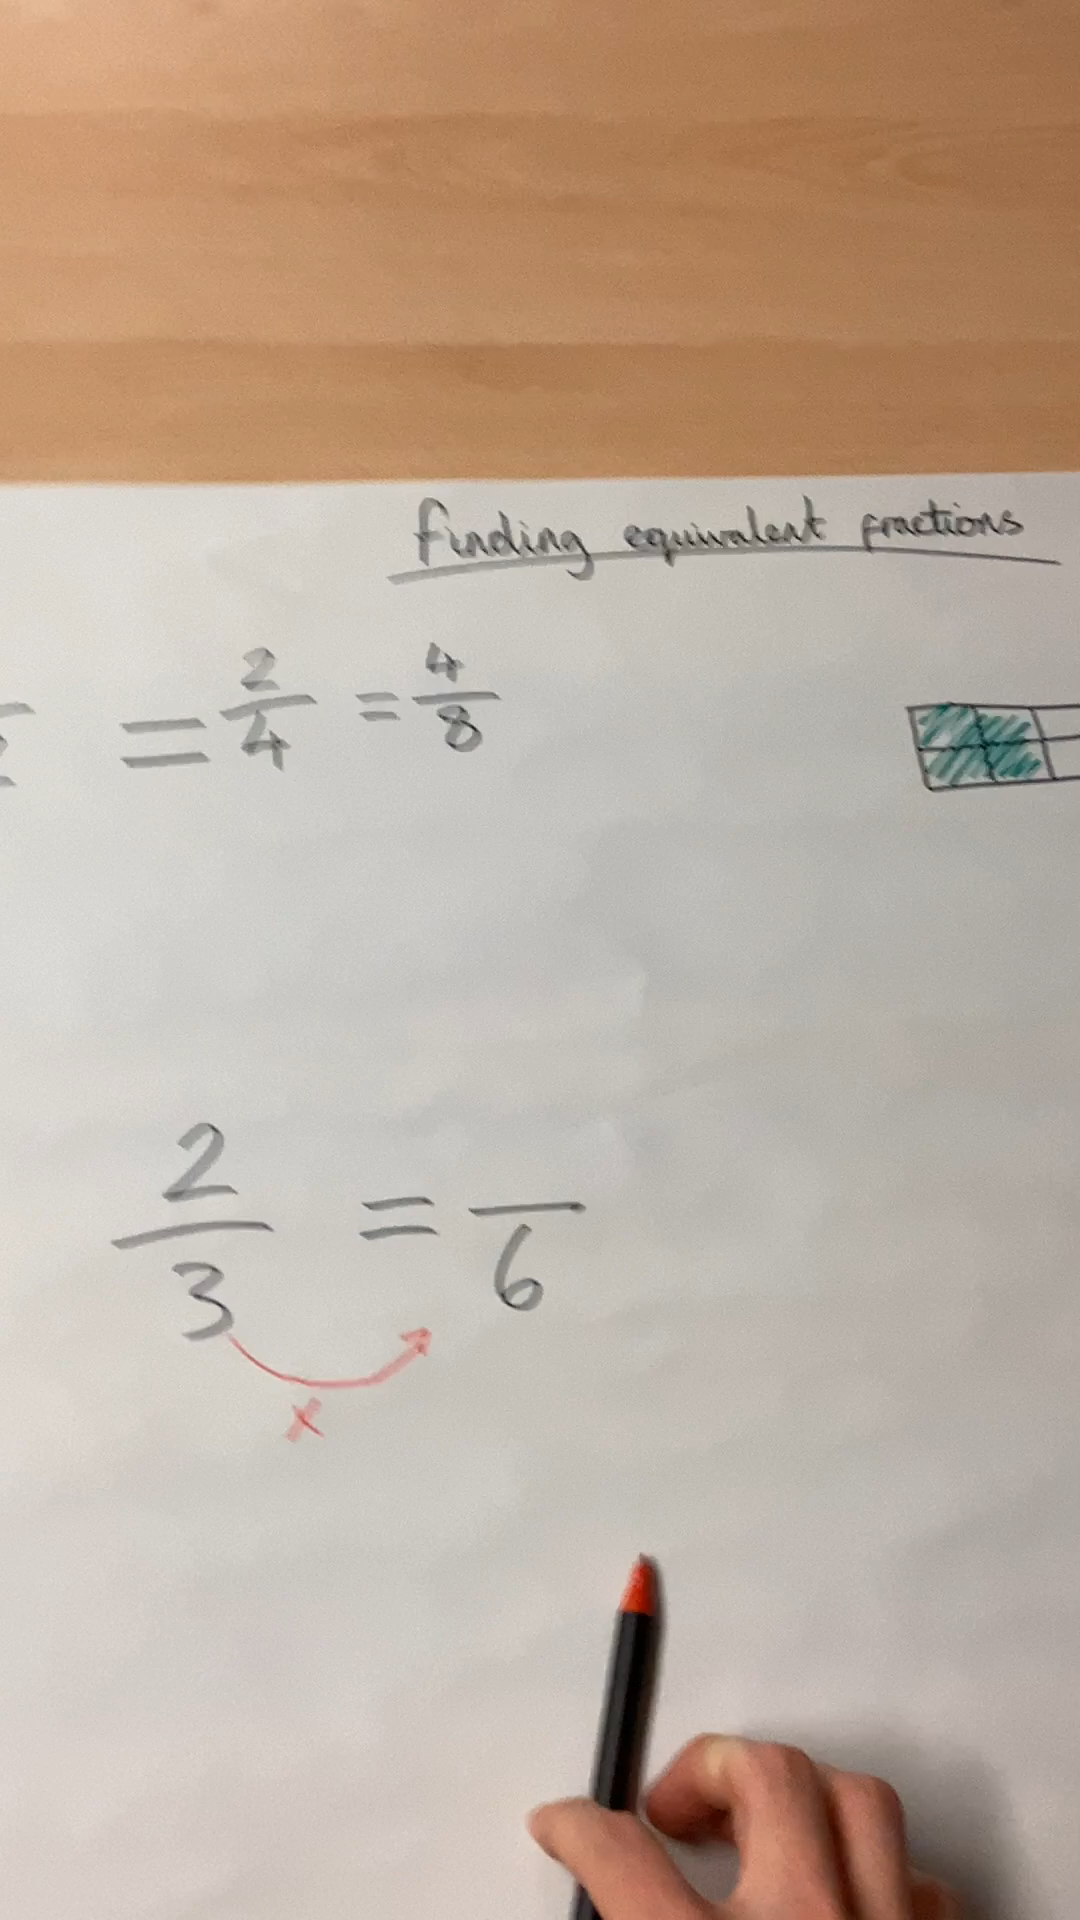 Finding equivalent fractions
= 2/4 = 4/8
2/3 = /6
x